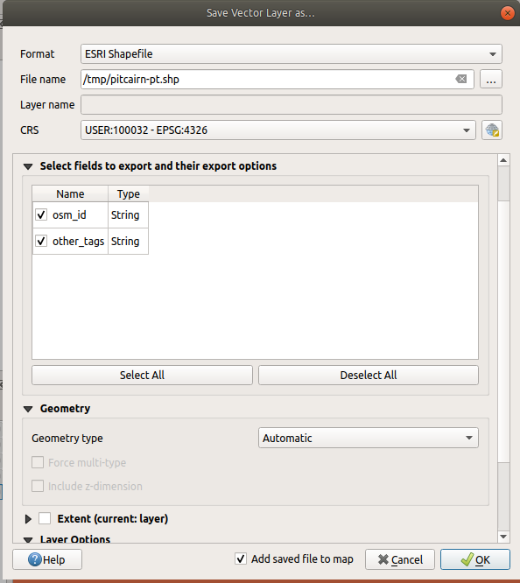 Save Vector Layer as...
Format ESRI Shapefile
File name /tmp/pitcairn-pt.shp ...
Layer name
CRS USER:100032 - EPSG:4326
Select fields to export and their export options
Name Type
osm_id String
other_tags String
Select All Deselect All
Geometry
Geometry type Automatic
Force multi-type
Include z-dimension
Extent (current: layer)
Layer Options
Help Add saved file to map Cancel OK